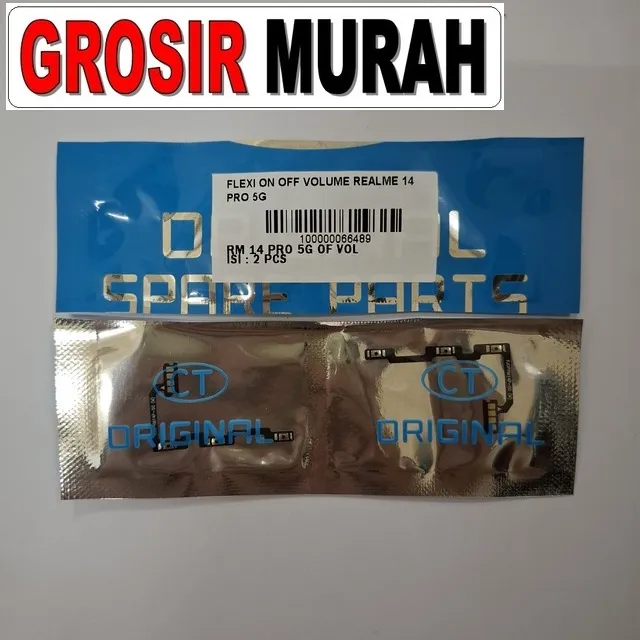 GROSIR MURAH
FLEXI ON OFF VOLUME REALME 14
PRO 5G
100000066489
RM 14 PRO 5G OF VOL
ISI : 2 PCS
SPARE PARTS
CT
ORIGINAL
CT
ORIGINAL